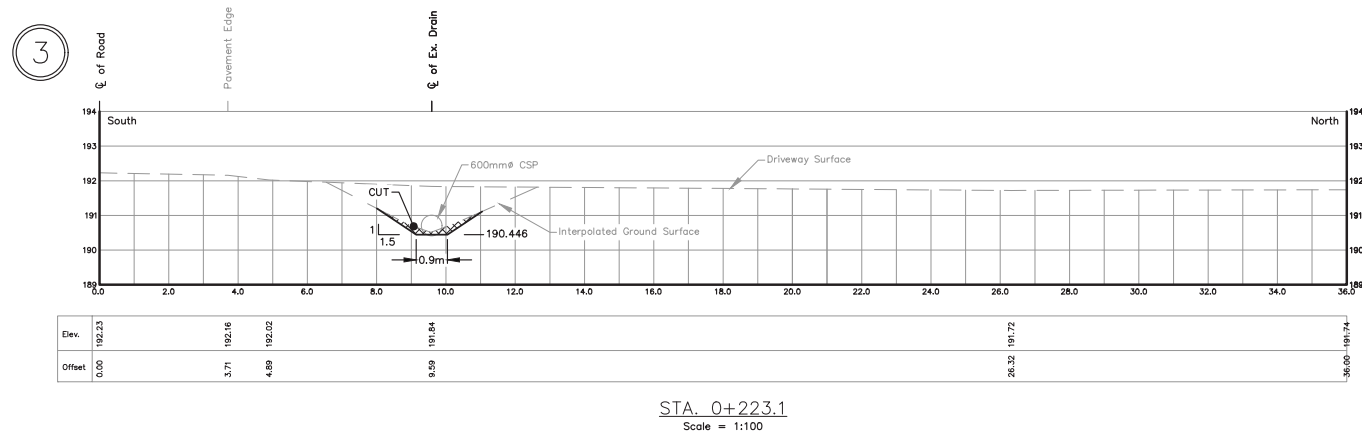 3
℄ of Road
Pavement Edge
℄ of Ex. Drain
194 194
South North
193 193
600mmø CSP
Driveway Surface
192 192
CUT
191 191
1
1.5
190.446
Interpolated Ground Surface
190 190
0.9m
189 189
0.0 2.0 4.0 6.0 8.0 10.0 12.0 14.0 16.0 18.0 20.0 22.0 24.0 26.0 28.0 30.0 32.0 34.0 36.0
Elev. 192.23 192.16 192.02 191.84 191.72 191.74
Offset 0.00 3.71 4.89 9.59 26.32 36.00
STA. 0+223.1
Scale = 1:100